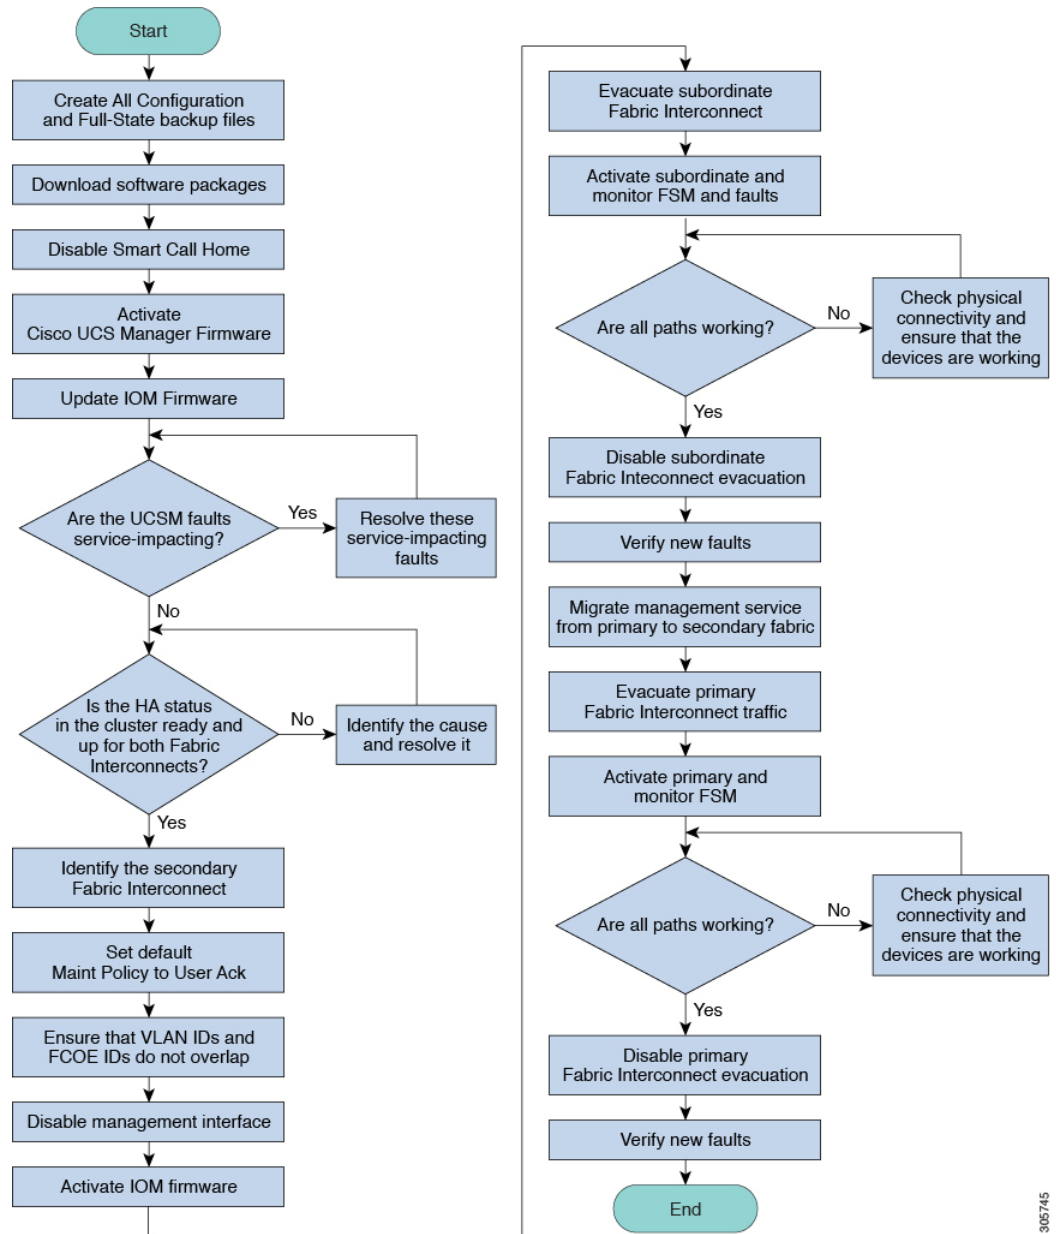 Start
Create All Configuration
and Full-State backup files
Download software packages
Disable Smart Call Home
Activate
Cisco UCS Manager Firmware
Update IOM Firmware
Are the UCSM faults
service-impacting?
Yes
Resolve these
service-impacting
faults
No
Is the HA status
in the cluster ready and
up for both Fabric
Interconnects?
No
Identify the cause
and resolve it
Yes
Identify the secondary
Fabric Interconnect
Set default
Maint Policy to User Ack
Ensure that VLAN IDs and
FCOE IDs do not overlap
Disable management interface
Activate IOM firmware
Evacuate subordinate
Fabric Interconnect
Activate subordinate and
monitor FSM and faults
Are all paths working?
No
Check physical
connectivity and
ensure that the
devices are working
Yes
Disable subordinate
Fabric Inteconnect evacuation
Verify new faults
Migrate management service
from primary to secondary fabric
Evacuate primary
Fabric Interconnect traffic
Activate primary and
monitor FSM
Are all paths working?
No
Check physical
connectivity and
ensure that the
devices are working
Yes
Disable primary
Fabric Interconnect evacuation
Verify new faults
End
305745